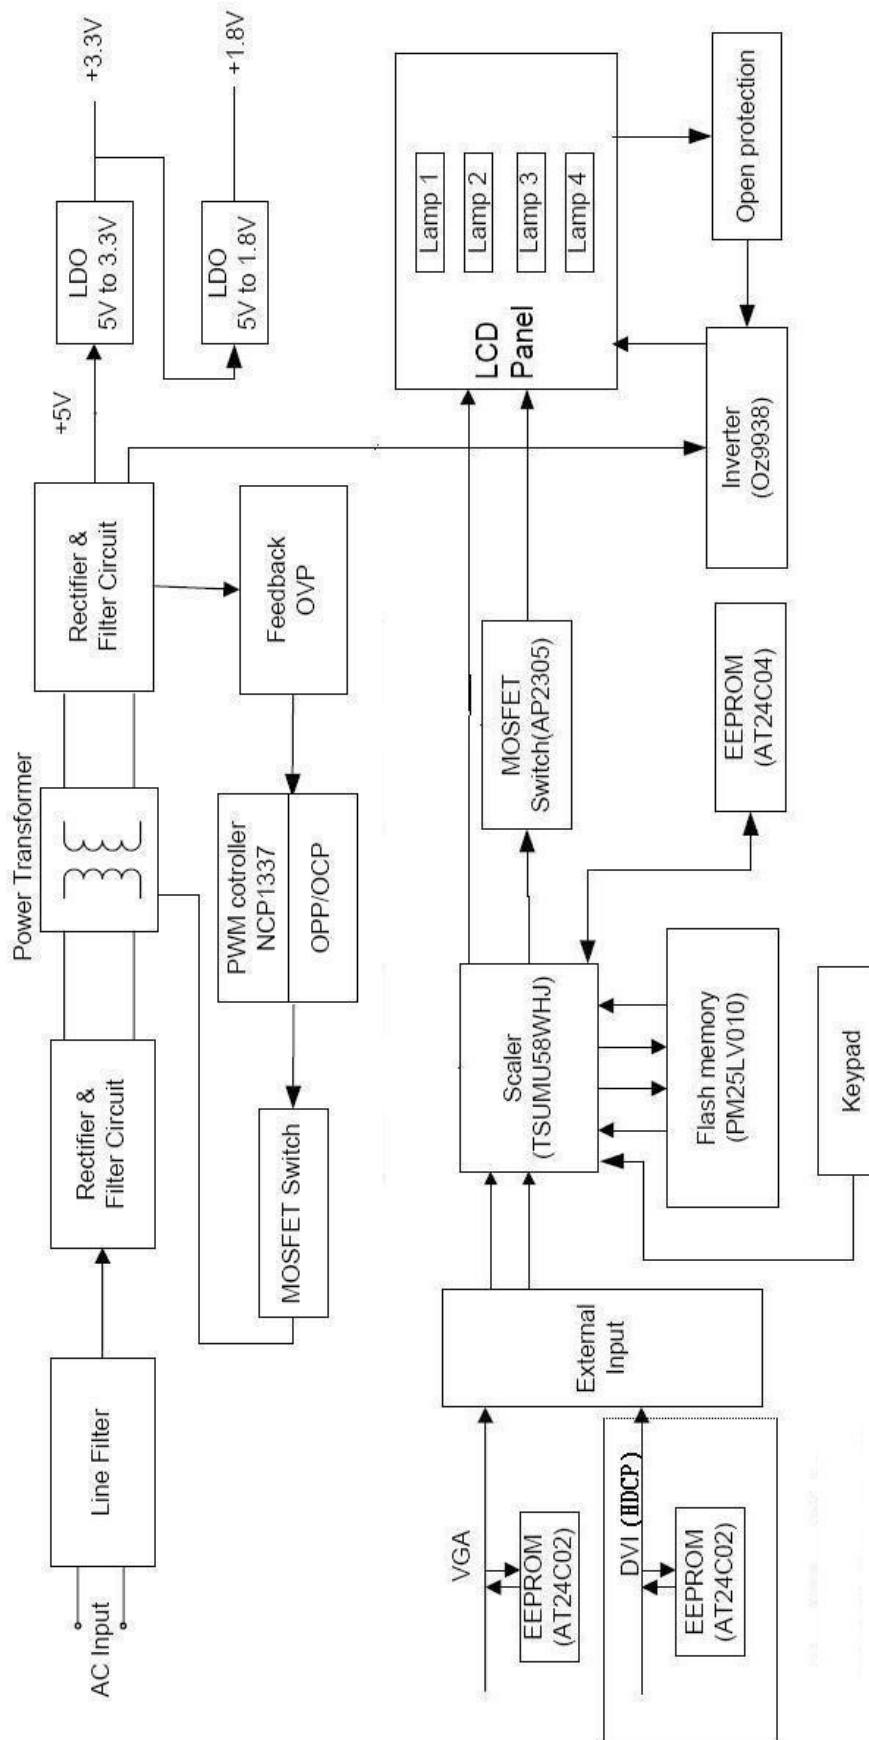 AC Input
Line Filter
Rectifier &
Filter Circuit
Power Transformer
Rectifier &
Filter Circuit
+5V
LDO
5V to 3.3V
+3.3V
LDO
5V to 1.8V
+1.8V
MOSFET Switch
PWM cotroller
NCP1337
OPP/OCP
Feedback
OVP
VGA
EEPROM
(AT24C02)
DVI (HDCP)
EEPROM
(AT24C02)
External
Input
Scaler
(TSUMU58WHJ)
Flash memory
(PM25LV010)
Keypad
MOSFET
Switch(AP2305)
EEPROM
(AT24C04)
LCD
Panel
Lamp 1
Lamp 2
Lamp 3
Lamp 4
Inverter
(Oz9938)
Open protection